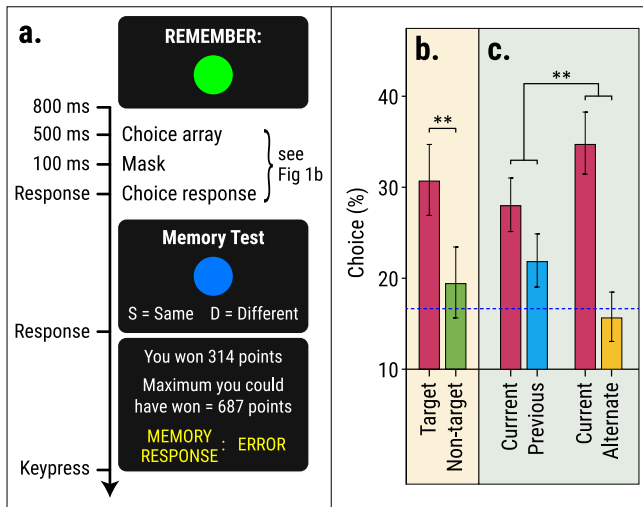 a.
REMEMBER:
800 ms
500 ms Choice array
100 ms Mask
Response Choice response
see
Fig 1b
Memory Test
S = Same D = Different
Response
You won 314 points
Maximum you could
have won = 687 points
MEMORY
RESPONSE : ERROR
Keypress
b.
c.
**
**
Choice (%)
40
30
20
10
Target
Non-target
Currrent
Previous
Current
Alternate